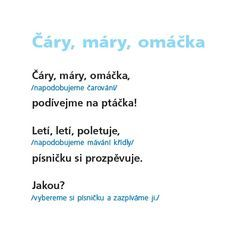 Čáry, máry, omáčka
Čáry, máry, omáčka,
/napodobujeme čarování/
podívejme na ptáčka!
Letí, letí, poletuje,
/napodobujeme mávání křídly/
písničku si prozpěvuje.
Jakou?
/vybereme si písničku a zazpíváme ji/